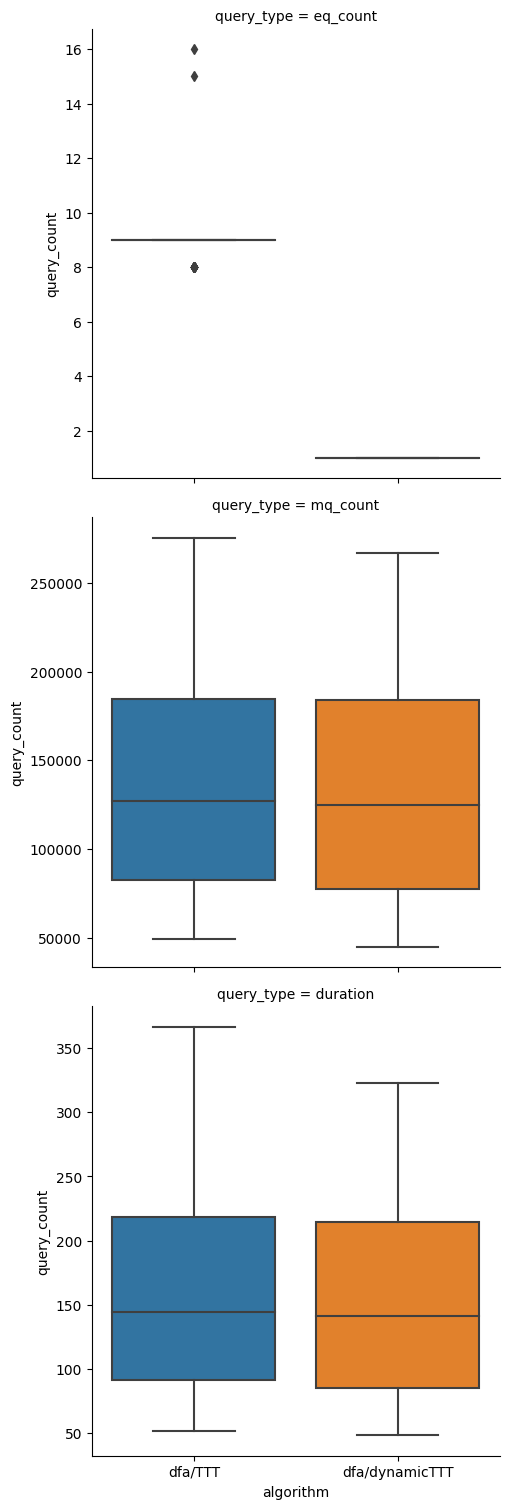 query_type = eq_count
16
14
12
10
8
6
4
2
query_count
query_type = mq_count
250000
200000
150000
100000
50000
query_count
query_type = duration
350
300
250
200
150
100
50
query_count
dfa/TTT dfa/dynamicTTT
algorithm